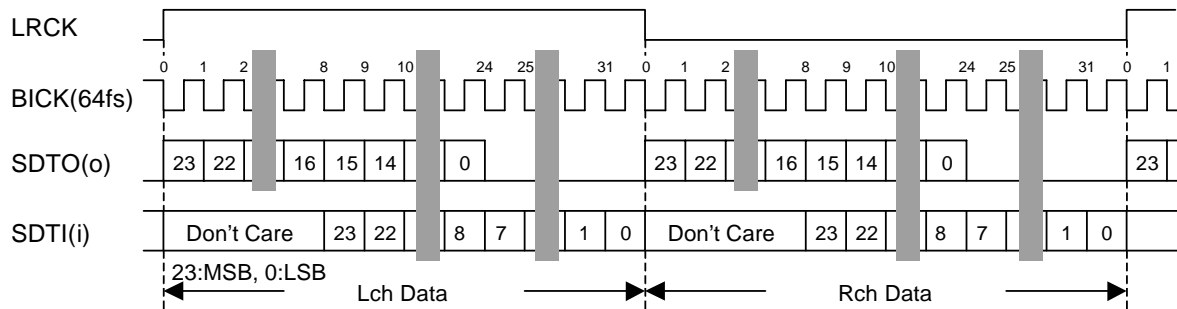 LRCK
0 1 2 8 9 10 24 25 31 0 1 2 8 9 10 24 25 31 0 1
BICK(64fs)
SDTO(o) 23 22 16 15 14 0 23 22 16 15 14 0 23
SDTI(i) Don't Care 23 22 8 7 1 0 Don't Care 23 22 8 7 1 0
23:MSB, 0:LSB
Lch Data Rch Data